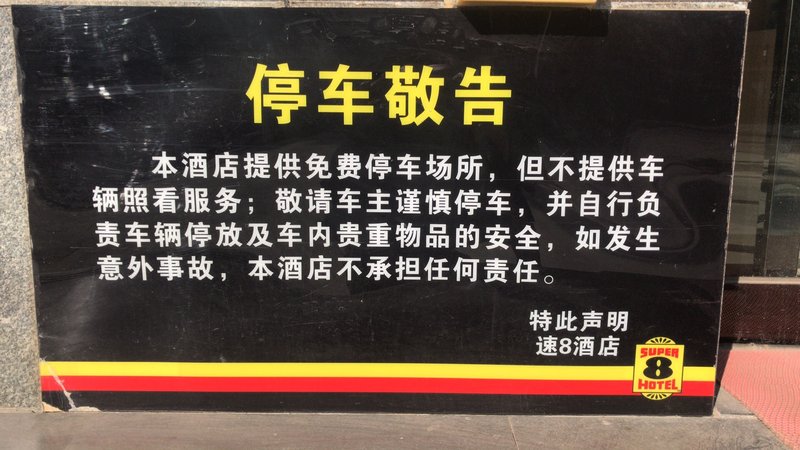 停车敬告
本酒店提供免费停车场所，但不提供车
辆照看服务；敬请车主谨慎停车，并自行负
责车辆停放及车内贵重物品的安全，如发生
意外事故，本酒店不承担任何责任。
特此声明
速8酒店
SUPER
8
HOTEL